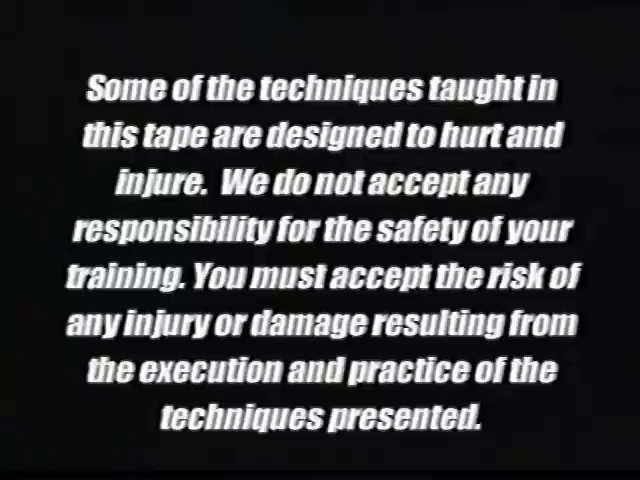 Some of the techniques taught in
this tape are designed to hurt and
injure. We do not accept any
responsibility for the safety of your
training. You must accept the risk of
any injury or damage resulting from
the execution and practice of the
techniques presented.